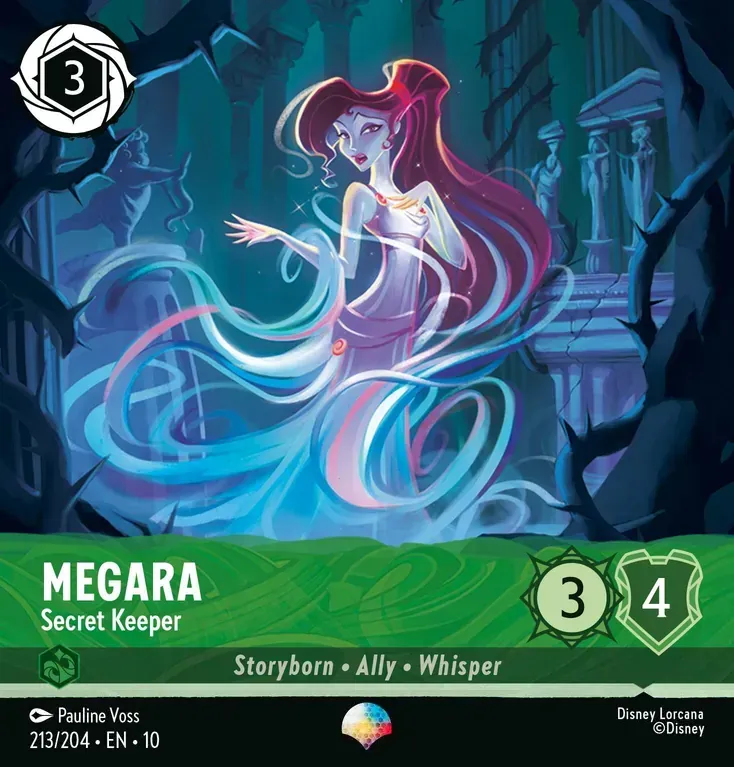 3
MEGARA
Secret Keeper
3
4
Storyborn • Ally • Whisper
Pauline Voss
213/204 • EN • 10
Disney Lorcana
©Disney